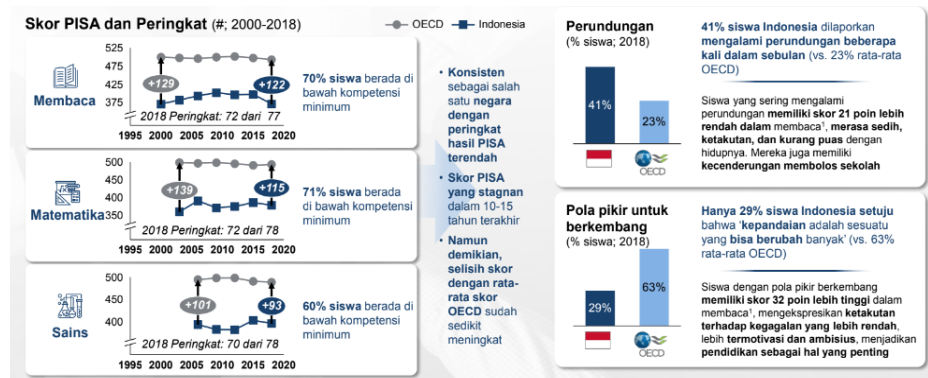 Skor PISA dan Peringkat (#; 2000-2018)
OECD
Indonesia
Membaca
525
475
425
375
+129
+122
2018 Peringkat: 72 dari 77
1995 2000 2005 2010 2015 2020
70% siswa berada di
bawah kompetensi
minimum
Matematika
500
450
400
350
+139
+115
2018 Peringkat: 72 dari 78
1995 2000 2005 2010 2015 2020
71% siswa berada
di bawah kompetensi
minimum
Sains
500
400
+101
+93
2018 Peringkat: 70 dari 78
1995 2000 2005 2010 2015 2020
60% siswa berada di
bawah kompetensi
minimum
• Konsisten
sebagai salah
satu negara
dengan
peringkat
hasil PISA
terendah
• Skor PISA
yang stagnan
dalam 10-15
tahun terakhir
• Namun
demikian,
selisih skor
dengan rata-
rata skor
OECD sudah
sedikit
meningkat
Perundungan
(% siswa; 2018)
41%
23%
OECD
41% siswa Indonesia dilaporkan
mengalami perundungan beberapa
kali dalam sebulan (vs. 23% rata-rata
OECD)
Siswa yang sering mengalami
perundungan memiliki skor 21 poin lebih
rendah dalam membaca¹, merasa sedih,
ketakutan, dan kurang puas dengan
hidupnya. Mereka juga memiliki
kecenderungan membolos sekolah
Pola pikir untuk
berkembang
(% siswa; 2018)
29%
63%
OECD
Hanya 29% siswa Indonesia setuju
bahwa ‘kepandaian adalah sesuatu
yang bisa berubah banyak’ (vs. 63%
rata-rata OECD)
Siswa dengan pola pikir berkembang
memiliki skor 32 poin lebih tinggi dalam
membaca¹, mengekspresikan ketakutan
terhadap kegagalan yang lebih rendah,
lebih termotivasi dan ambisius, menjadikan
pendidikan sebagai hal yang penting